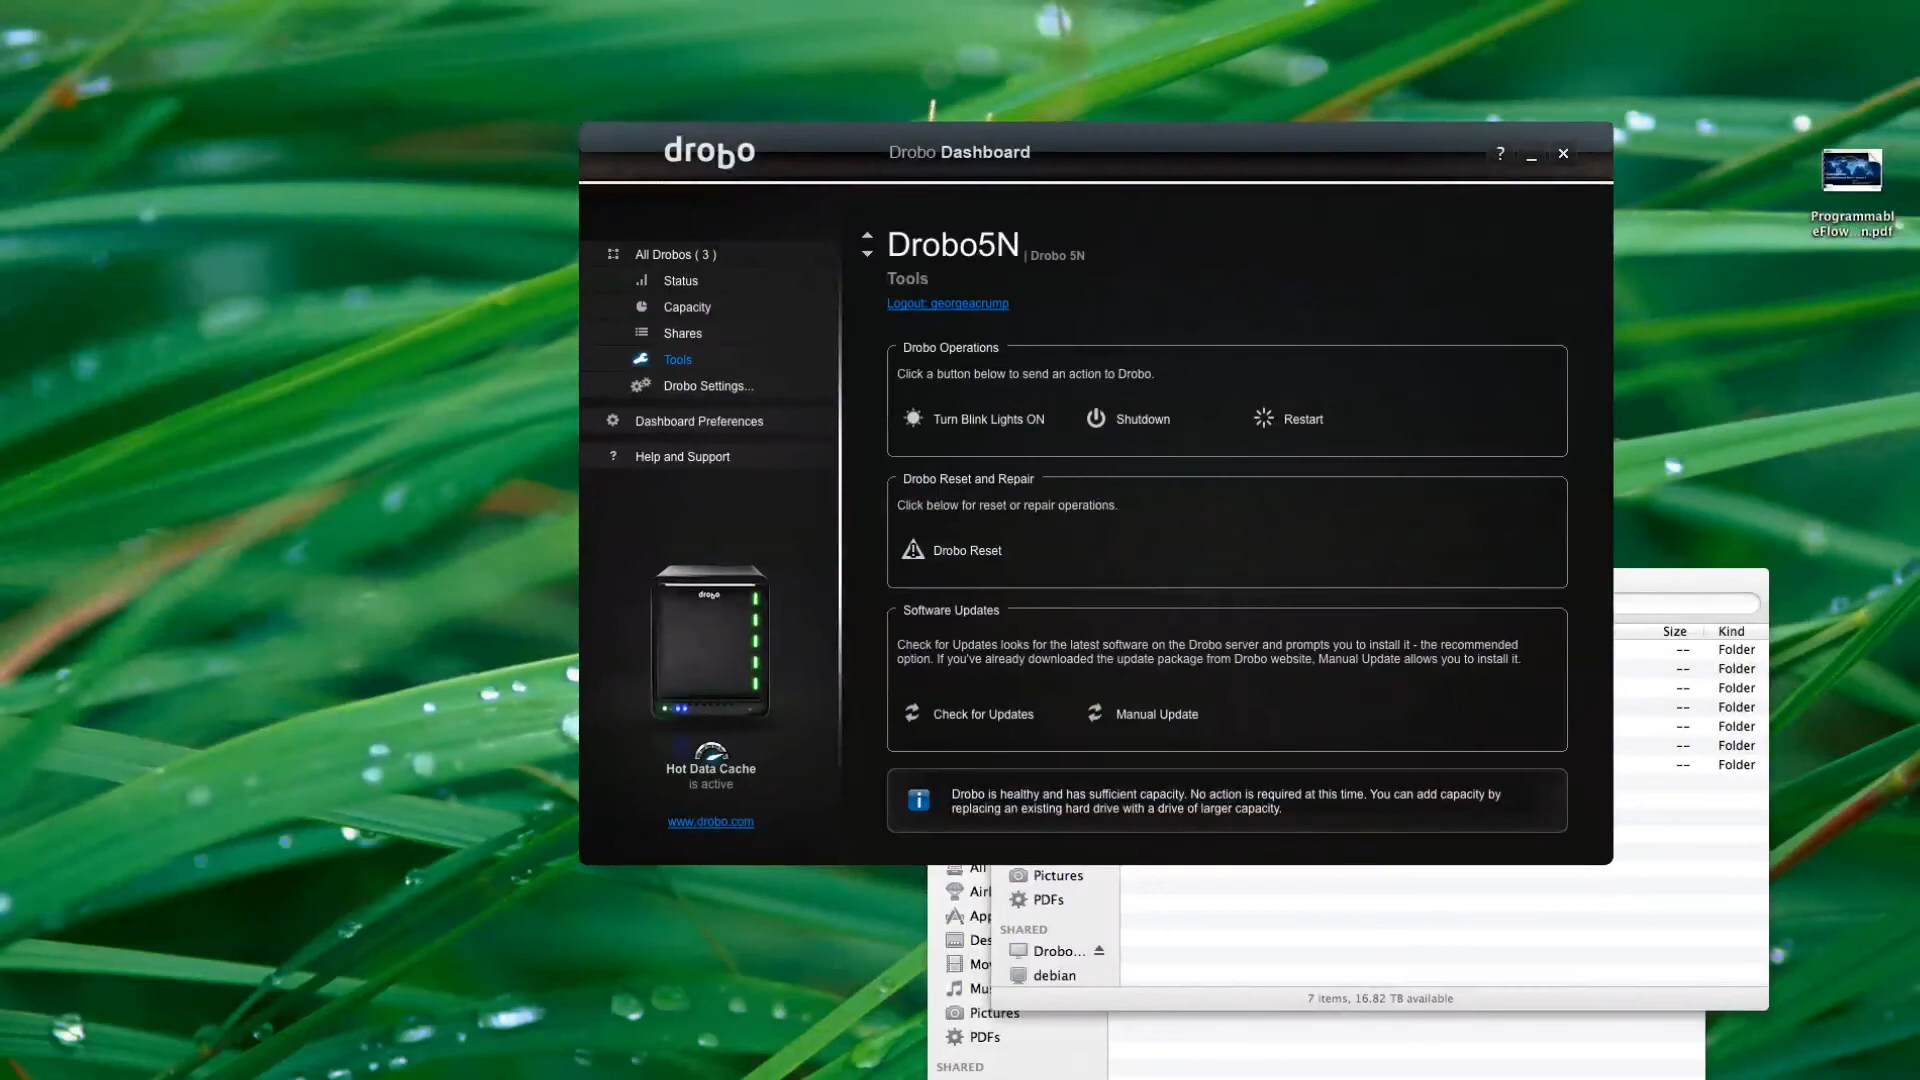 drobo
Drobo Dashboard
?
All Drobos ( 3 )
Status
Capacity
Shares
Tools
Drobo Settings...
Dashboard Preferences
? Help and Support
drobo
Hot Data Cache
is active
www.drobo.com
Drobo5N | Drobo 5N
Tools
Logout: georgeacrump
Drobo Operations
Click a button below to send an action to Drobo.
Turn Blink Lights ON Shutdown Restart
Drobo Reset and Repair
Click below for reset or repair operations.
Drobo Reset
Software Updates
Check for Updates looks for the latest software on the Drobo server and prompts you to install it - the recommended
option. If you've already downloaded the update package from Drobo website, Manual Update allows you to install it.
Check for Updates Manual Update
Drobo is healthy and has sufficient capacity. No action is required at this time. You can add capacity by
replacing an existing hard drive with a drive of larger capacity.
Programmabl
eFlow...n.pdf
Size Kind
-- Folder
-- Folder
-- Folder
-- Folder
-- Folder
-- Folder
-- Folder
Pictures
PDFs
SHARED
Drobo...
debian
7 items, 16.82 TB available
All
Air
App
Des
Mov
Mus
Pictures
PDFs
SHARED